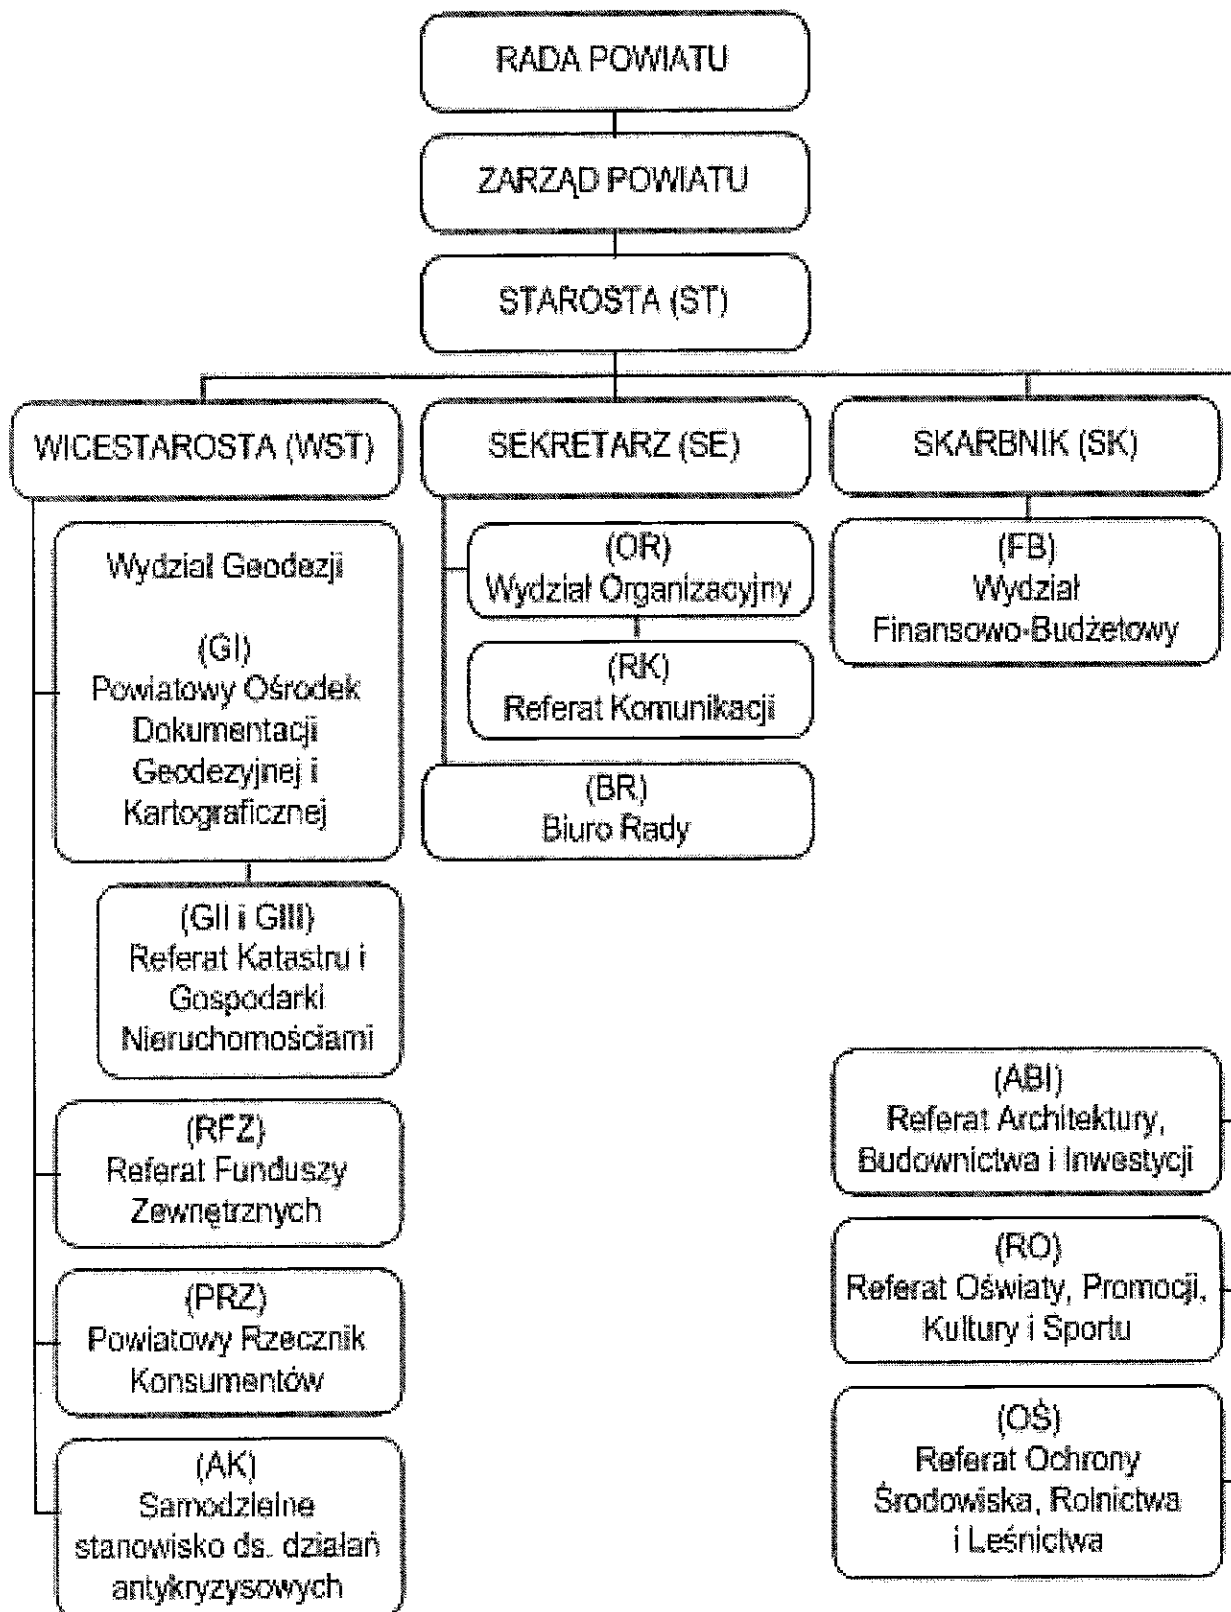 RADA POWIATU
ZARZĄD POWIATU
STAROSTA (ST)
WICESTAROSTA (WST)
SEKRETARZ (SE)
SKARBNIK (SK)
Wydział Geodezji
(GI)
Powiatowy Ośrodek
Dokumentacji
Geodezyjnej i
Kartograficznej
(GII i GIII)
Referat Katastru i
Gospodarki
Nieruchomościami
(RFZ)
Referat Funduszy
Zewnętrznych
(PRZ)
Powiatowy Rzecznik
Konsumentów
(AK)
Samodzielne
stanowisko ds. działań
antykryzysowych
(OR)
Wydział Organizacyjny
(RK)
Referat Komunikacji
(BR)
Biuro Rady
(FB)
Wydział
Finansowo-Budżetowy
(ABI)
Referat Architektury,
Budownictwa i Inwestycji
(RO)
Referat Oświaty, Promocji,
Kultury i Sportu
(OŚ)
Referat Ochrony
Środowiska, Rolnictwa
i Leśnictwa